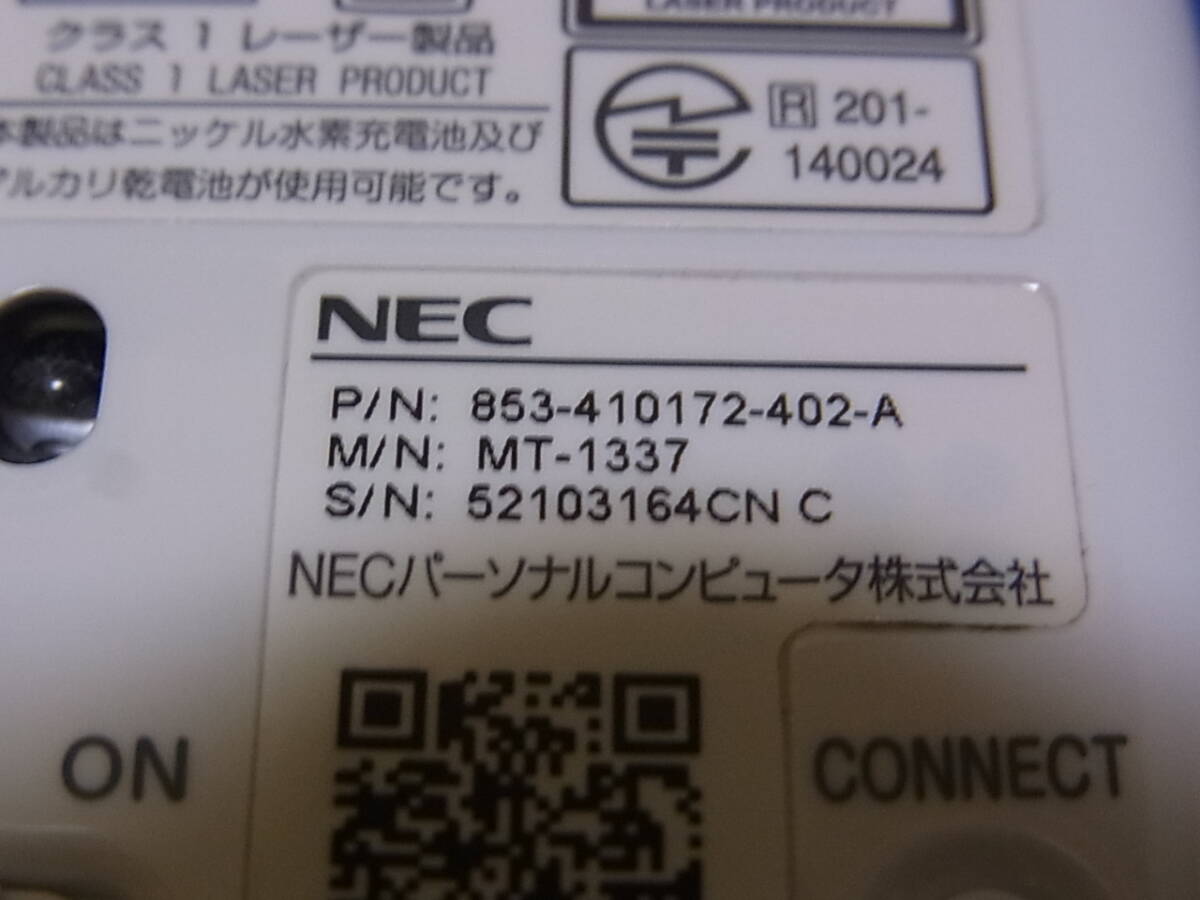 クラス 1 レーザー製品
CLASS 1 LASER PRODUCT
本製品はニッケル水素充電池及び
アルカリ乾電池が使用可能です。
LASER PRODUCT
R 201-
140024
NEC
P/N: 853-410172-402-A
M/N: MT-1337
S/N: 52103164CN C
NECパーソナルコンピュータ株式会社
ON
CONNECT